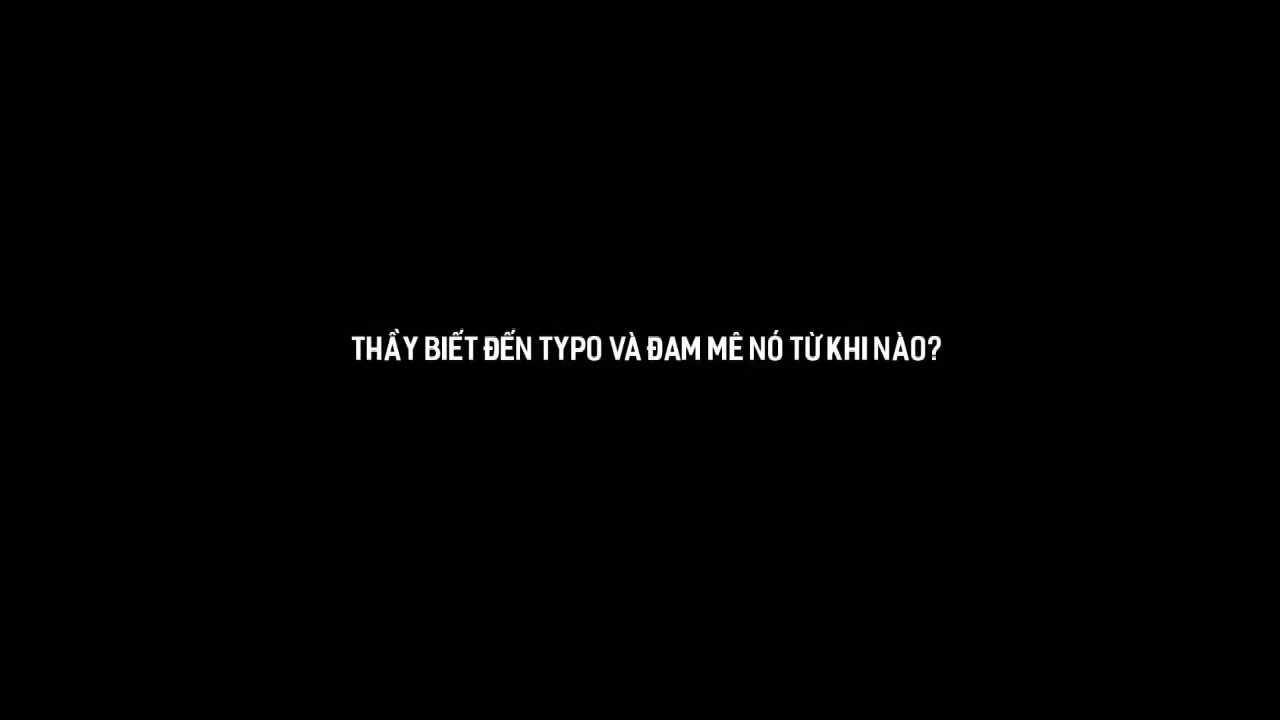 THẦY BIẾT ĐẾN TYPO VÀ ĐAM MÊ NÓ TỪ KHI NÀO?